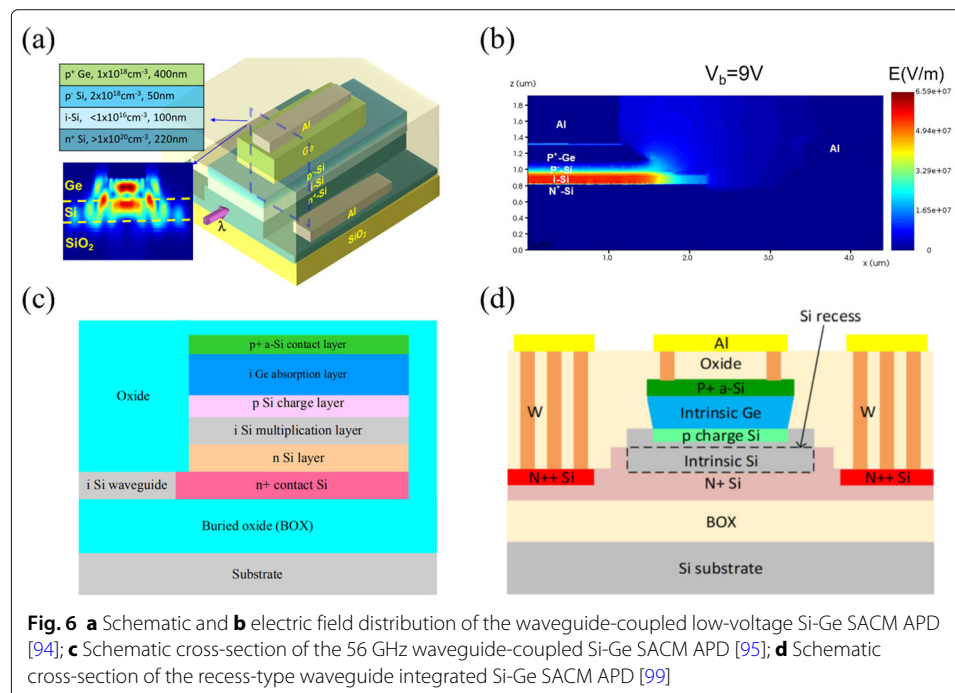 (a)
p⁺ Ge, 1x10¹⁸cm⁻³, 400nm
p⁻ Si, 2x10¹⁸cm⁻³, 50nm
i-Si, <1x10¹⁶cm⁻³, 100nm
n⁺ Si, >1x10²⁰cm⁻³, 220nm
Ge
Si
SiO₂
λ
Al
Ge
p⁻-Si
i-Si
n⁺-Si
Al
SiO₂
(b)
V_b=9V
E(V/m)
z (um)
1.8
1.6
1.4
1.2
1.0
0.8
0.6
0.4
0.2
0.0
Al
P⁺-Ge
P⁻-Si
i-Si
N⁺-Si
Al
1.0
2.0
3.0
4.0
x (um)
6.59e+07
4.94e+07
3.29e+07
1.65e+07
0
(c)
p+ a-Si contact layer
i Ge absorption layer
Oxide
p Si charge layer
i Si multiplication layer
n Si layer
i Si waveguide
n+ contact Si
Buried oxide (BOX)
Substrate
(d)
Si recess
Al
Oxide
P+ a-Si
W
Intrinsic Ge
W
p charge Si
Intrinsic Si
N++ Si
N+ Si
N++ Si
BOX
Si substrate
Fig. 6 a Schematic and b electric field distribution of the waveguide-coupled low-voltage Si-Ge SACM APD
[94]; c Schematic cross-section of the 56 GHz waveguide-coupled Si-Ge SACM APD [95]; d Schematic
cross-section of the recess-type waveguide integrated Si-Ge SACM APD [99]